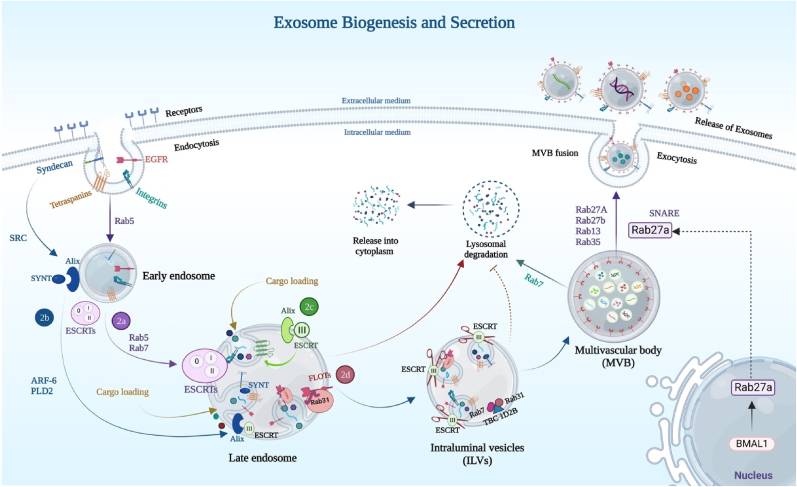 Exosome Biogenesis and Secretion
Receptors
Extracellular medium
Intracellular medium
Release of Exosomes
Endocytosis
EGFR
Syndecan
Tetraspanins
Integrins
MVB fusion
Exocytosis
Rab5
SRC
Alix
SYNT
Early endosome
2b
0
I
II
ESCRTs
2a
Rab5
Rab7
ARF-6
PLD2
Cargo loading
Cargo loading
Alix
2c
III
ESCRT
0
I
II
ESCRTs
SYNT
FLOTs
Rab31
2d
Alix
III
ESCRT
Late endosome
Release into
cytoplasm
Lysosomal
degradation
Rab7
ESCRT
III
ESCRT
III
III
ESCRT
Rab7
Rab31
TBC 1D2B
Intraluminal vesicles
(ILVs)
Rab27A
Rab27b
Rab13
Rab35
SNARE
Rab27a
Multivascular body
(MVB)
Rab27a
BMAL1
Nucleus